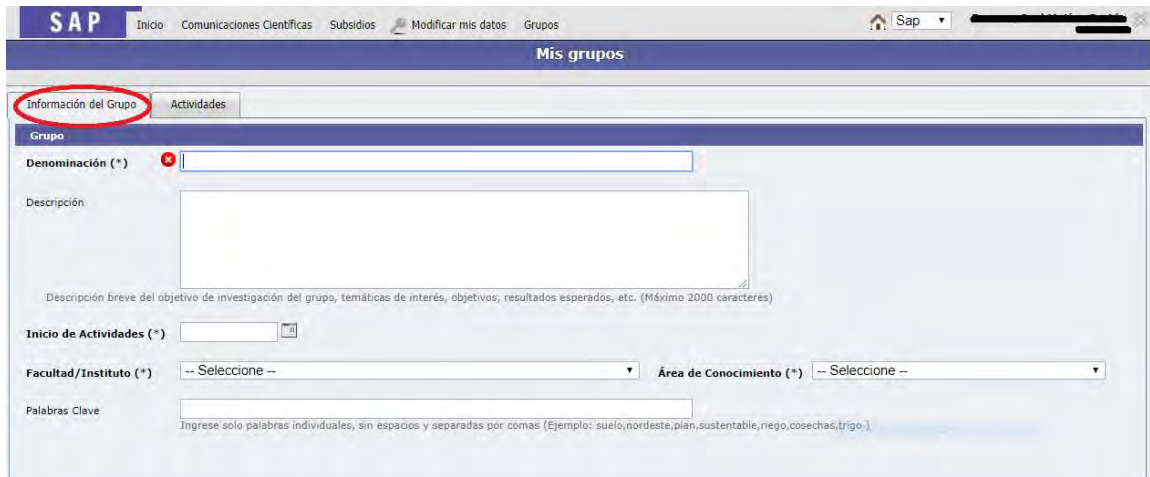 SAP Inicio Comunicaciones Científicas Subsidios Modificar mis datos Grupos Sap
Mis grupos
Información del Grupo Actividades
Grupo
Denominación (*)
Descripción
Descripción breve del objetivo de investigación del grupo, temáticas de interés, objetivos, resultados esperados, etc. (Máximo 2000 caracteres)
Inicio de Actividades (*)
Facultad/Instituto (*) -- Seleccione -- Área de Conocimiento (*) -- Seleccione --
Palabras Clave
Ingrese solo palabras individuales, sin espacios y separadas por comas (Ejemplo: suelo,nordeste,plan,sustentable,riego,cosechas,trigo )